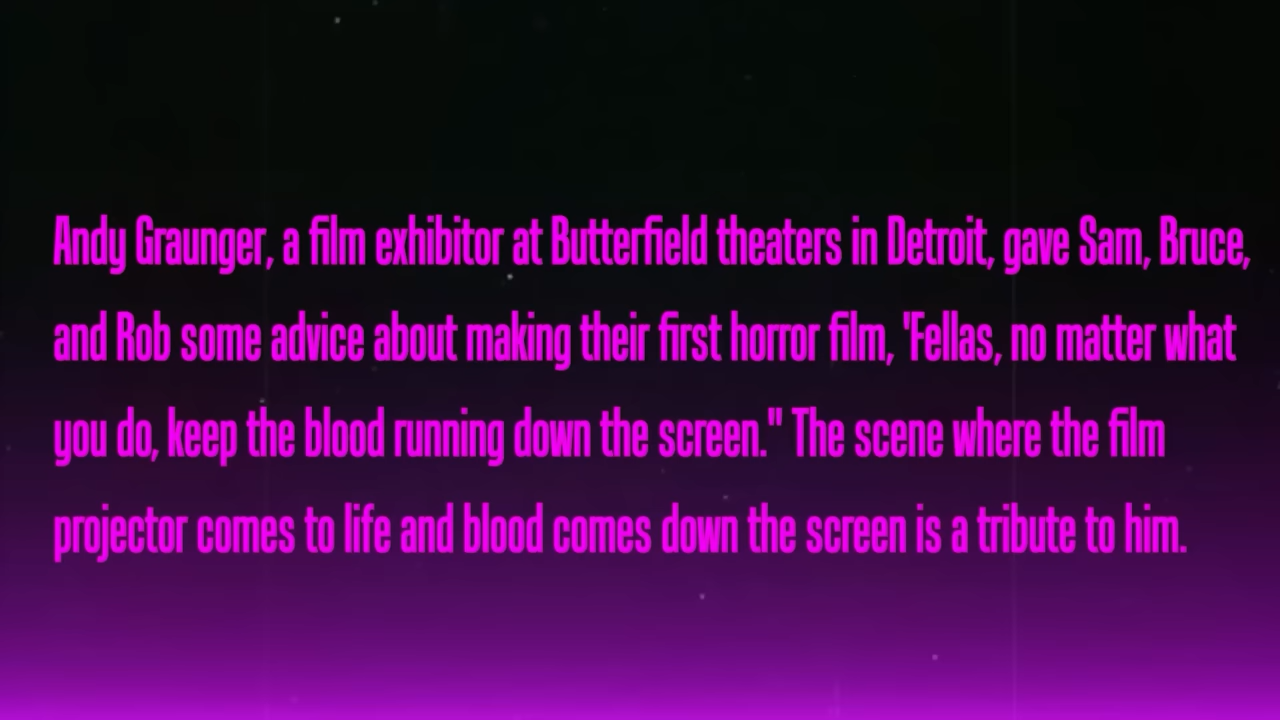 Andy Graunger, a film exhibitor at Butterfield theaters in Detroit, gave Sam, Bruce,
and Rob some advice about making their first horror film, "Fellas, no matter what
you do, keep the blood running down the screen." The scene where the film
projector comes to life and blood comes down the screen is a tribute to him.